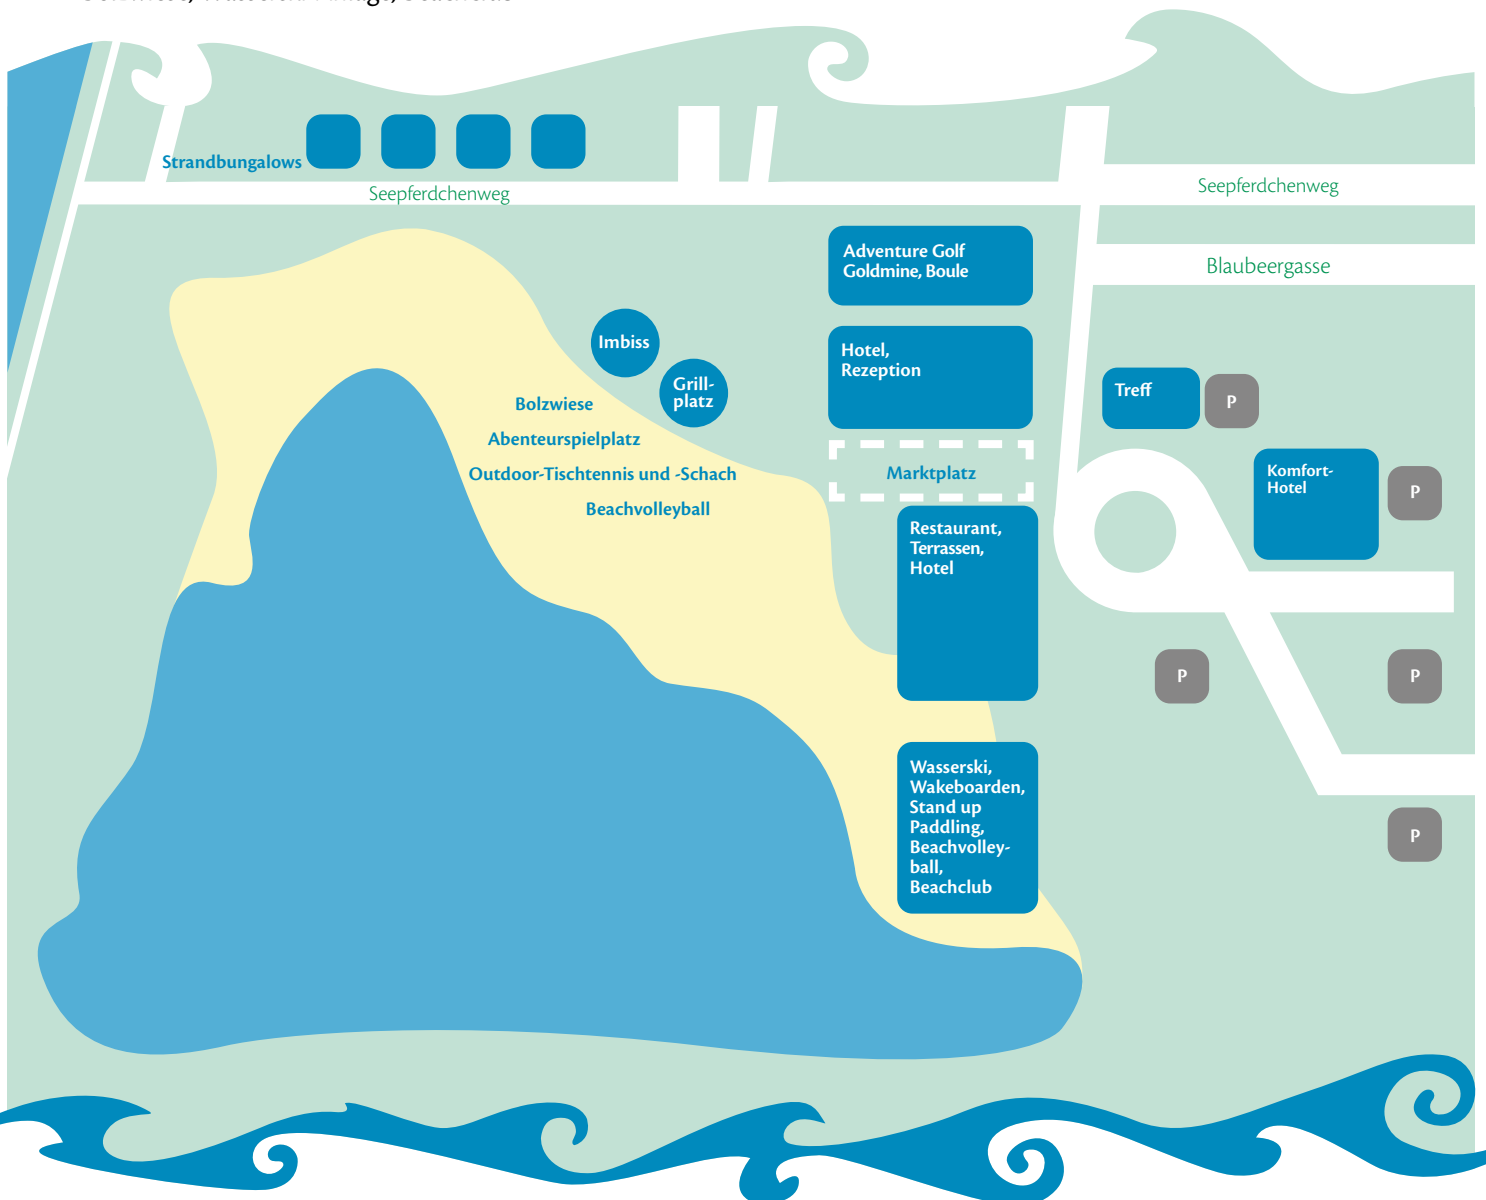 Strandbungalows
Seepferdchenweg
Seepferdchenweg
Blaubeergasse
Adventure Golf
Goldmine, Boule
Imbiss
Grill-
platz
Hotel,
Rezeption
Treff
P
Bolzwiese
Abenteurspielplatz
Outdoor-Tischtennis und -Schach
Beachvolleyball
Marktplatz
Komfort-
Hotel
P
Restaurant,
Terrassen,
Hotel
P
P
Wasserski,
Wakeboarden,
Stand up
Paddling,
Beachvolley-
ball,
Beachclub
P